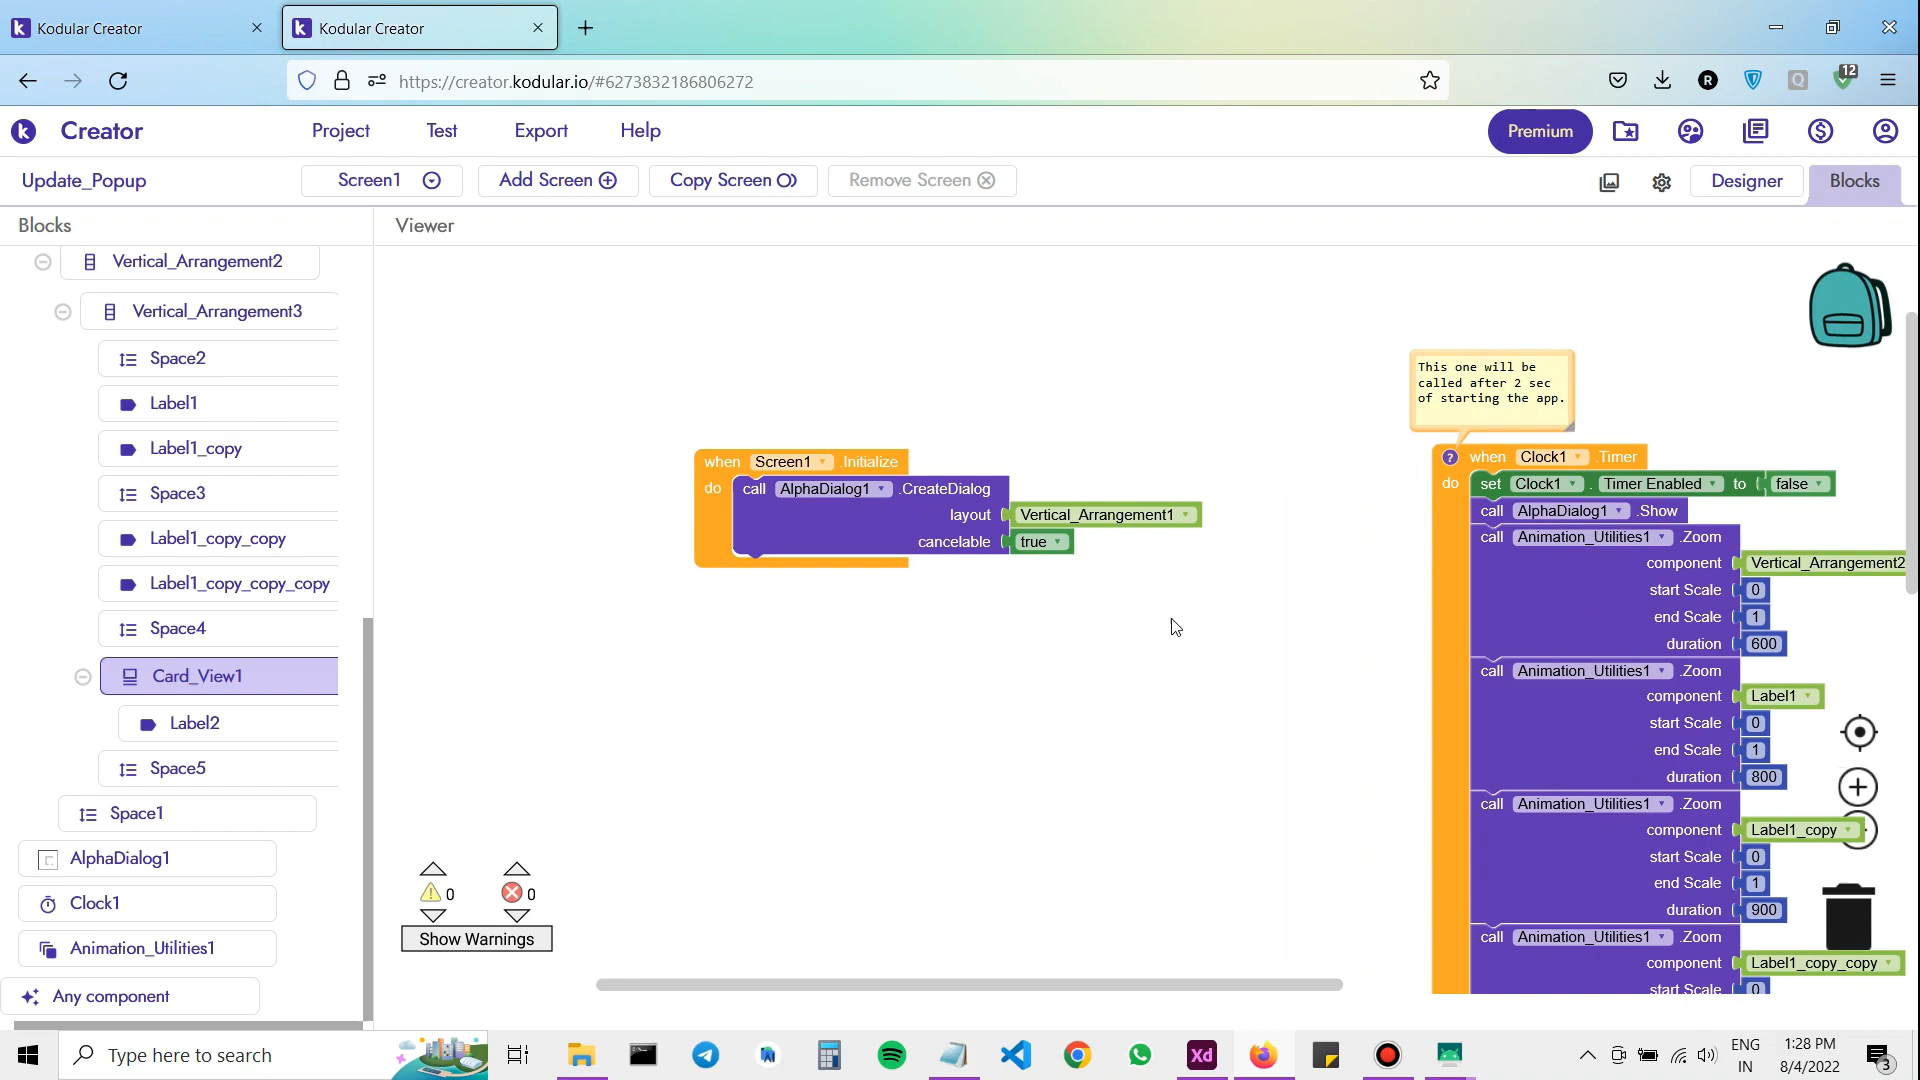 Kodular Creator
Kodular Creator
https://creator.kodular.io/#6273832186806272
12
Creator
Project
Test
Export
Help
Premium
Update_Popup
Screen1
Add Screen
Copy Screen
Remove Screen
Designer
Blocks
Blocks
Viewer
Vertical_Arrangement2
Vertical_Arrangement3
Space2
Label1
Label1_copy
Space3
Label1_copy_copy
Label1_copy_copy_copy
Space4
Card_View1
Label2
Space5
Space1
AlphaDialog1
Clock1
Animation_Utilities1
Any component
when Screen1 .Initialize
do call AlphaDialog1 .CreateDialog
layout Vertical_Arrangement1
cancelable true
0 0
Show Warnings
This one will be
called after 2 sec
of starting the app.
? when Clock1 .Timer
do set Clock1 . Timer Enabled to false
call AlphaDialog1 .Show
call Animation_Utilities1 .Zoom
component Vertical_Arrangement2
start Scale 0
end Scale 1
duration 600
call Animation_Utilities1 .Zoom
component Label1
start Scale 0
end Scale 1
duration 800
call Animation_Utilities1 .Zoom
component Label1_copy
start Scale 0
end Scale 1
duration 900
call Animation_Utilities1 .Zoom
component Label1_copy_copy
start Scale 0
Type here to search
Xd
ENG
IN
1:28 PM
8/4/2022
3